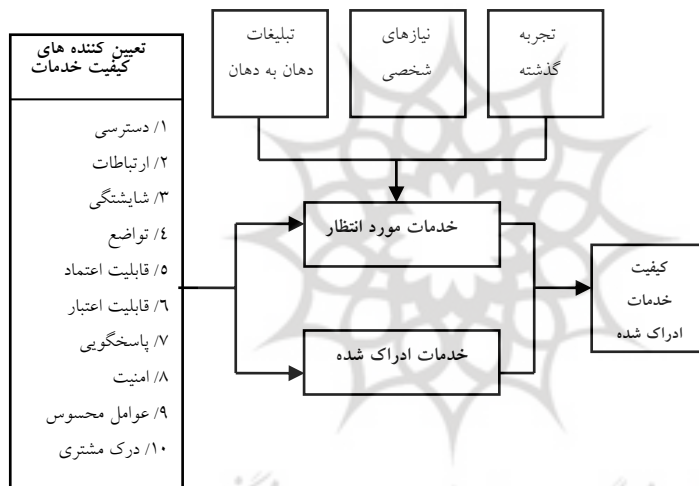 تعیین کننده های
کیفیت خدمات
۱/ دسترسی
۲/ ارتباطات
۳/ شایستگی
٤/ تواضع
٥/ قابلیت اعتماد
٦/ قابلیت اعتبار
۷/ پاسخگویی
۸/ امنیت
۹/ عوامل محسوس
۱۰/ درک مشتری
تجربه
گذشته
نیازهای
شخصی
تبلیغات
دهان به دهان
خدمات مورد انتظار
خدمات ادراک شده
کیفیت
خدمات
ادراک شده